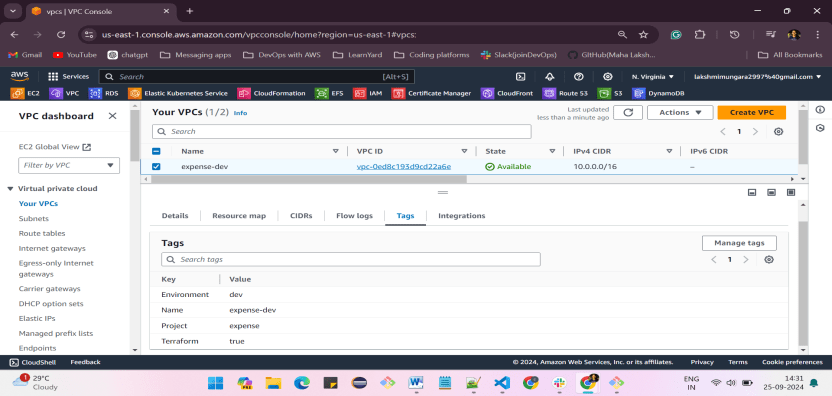 vpcs | VPC Console
us-east-1.console.aws.amazon.com/vpcconsole/home?region=us-east-1#vpcs:
Gmail YouTube chatgpt Messaging apps DevOps with AWS LearnYard Coding platforms Slack(joinDevOps) GitHub(Maha Laksh... All Bookmarks
aws Services Search [Alt+S] N. Virginia lakshmimungara2997%40gmail.com
EC2 VPC RDS Elastic Kubernetes Service CloudFormation EFS IAM Certificate Manager CloudFront Route 53 S3 DynamoDB
VPC dashboard
EC2 Global View
Filter by VPC
Virtual private cloud
Your VPCs
Subnets
Route tables
Internet gateways
Egress-only Internet
gateways
Carrier gateways
DHCP option sets
Elastic IPs
Managed prefix lists
Endpoints
Your VPCs (1/2) Info
Last updated
less than a minute ago
Actions
Create VPC
Search
1
Name VPC ID State IPv4 CIDR IPv6 CIDR
expense-dev vpc-0ed8c193d9cd22a6e Available 10.0.0.0/16 –
Details Resource map CIDRs Flow logs Tags Integrations
Tags
Manage tags
Search tags
1
Key Value
Environment dev
Name expense-dev
Project expense
Terraform true
CloudShell Feedback © 2024, Amazon Web Services, Inc. or its affiliates. Privacy Terms Cookie preferences
1
29°C
Cloudy
ENG
IN
14:31
25-09-2024